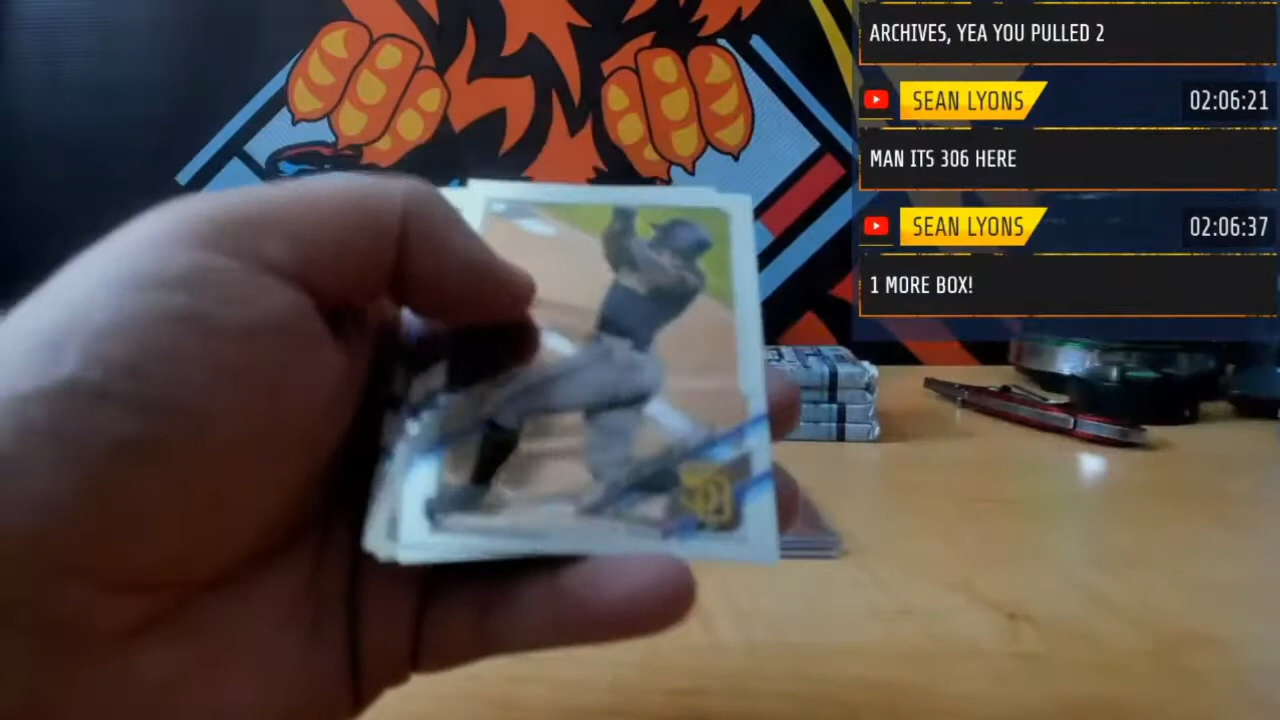 ARCHIVES, YEA YOU PULLED 2
SEAN LYONS 02:06:21
MAN ITS 306 HERE
SEAN LYONS 02:06:37
1 MORE BOX!